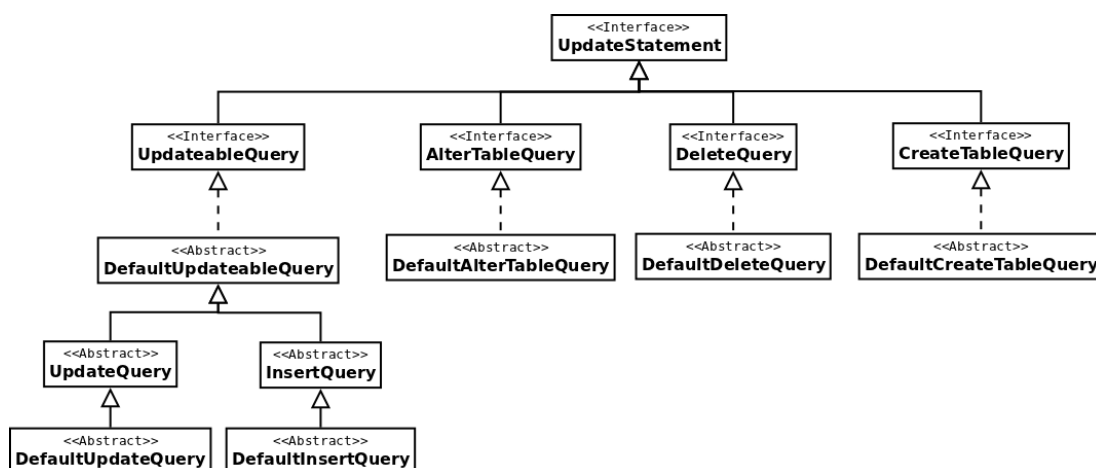 <<Interface>>
UpdateStatement
<<Interface>>
UpdateableQuery
<<Interface>>
AlterTableQuery
<<Interface>>
DeleteQuery
<<Interface>>
CreateTableQuery
<<Abstract>>
DefaultUpdateableQuery
<<Abstract>>
DefaultAlterTableQuery
<<Abstract>>
DefaultDeleteQuery
<<Abstract>>
DefaultCreateTableQuery
<<Abstract>>
UpdateQuery
<<Abstract>>
InsertQuery
<<Abstract>>
DefaultUpdateQuery
<<Abstract>>
DefaultInsertQuery